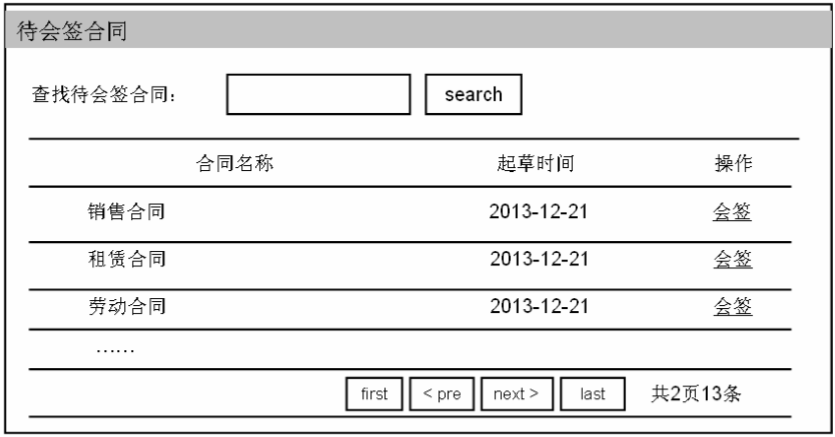 待会签合同
查找待会签合同： search
合同名称 起草时间 操作
销售合同 2013-12-21 会签
租赁合同 2013-12-21 会签
劳动合同 2013-12-21 会签
……
first < pre next > last 共2页13条